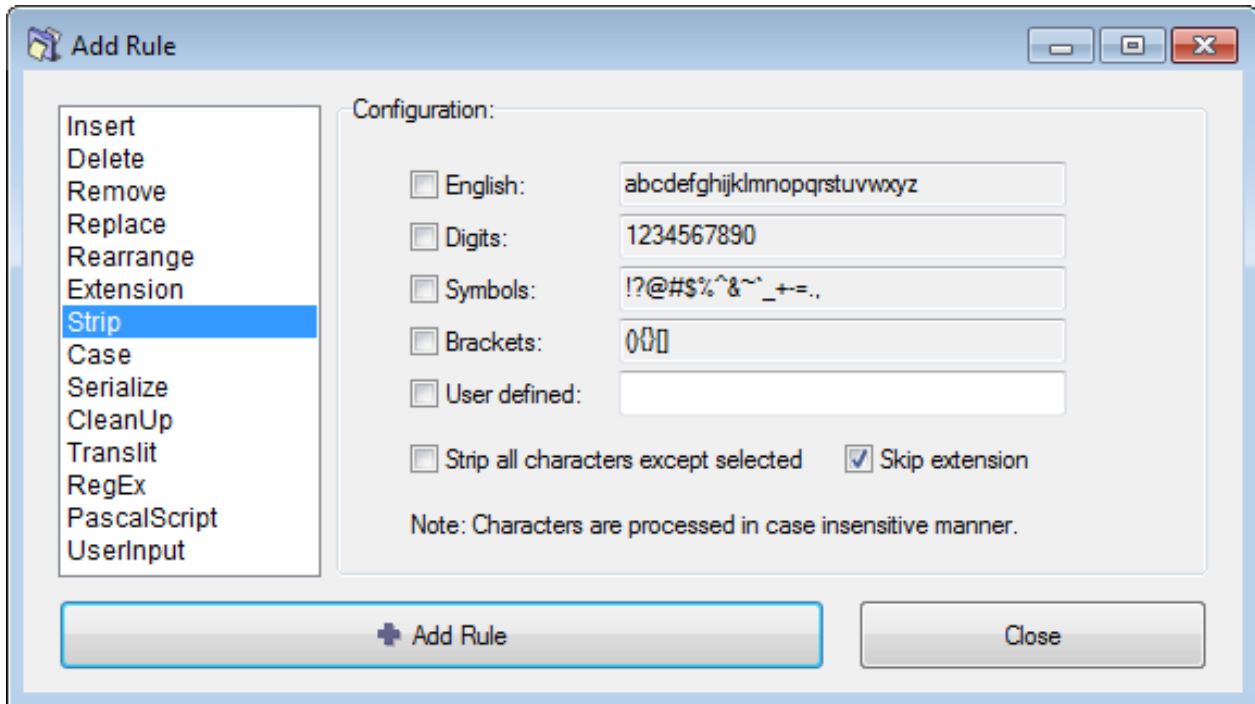 Add Rule
Insert
Delete
Remove
Replace
Rearrange
Extension
Strip
Case
Serialize
CleanUp
Translit
RegEx
PascalScript
UserInput
Configuration:
English: abcdefghijklmnopqrstuvwxyz
Digits: 1234567890
Symbols: !?@#$%^&~`_+-=.,
Brackets: (){}[]
User defined:
Strip all characters except selected Skip extension
Note: Characters are processed in case insensitive manner.
Add Rule Close